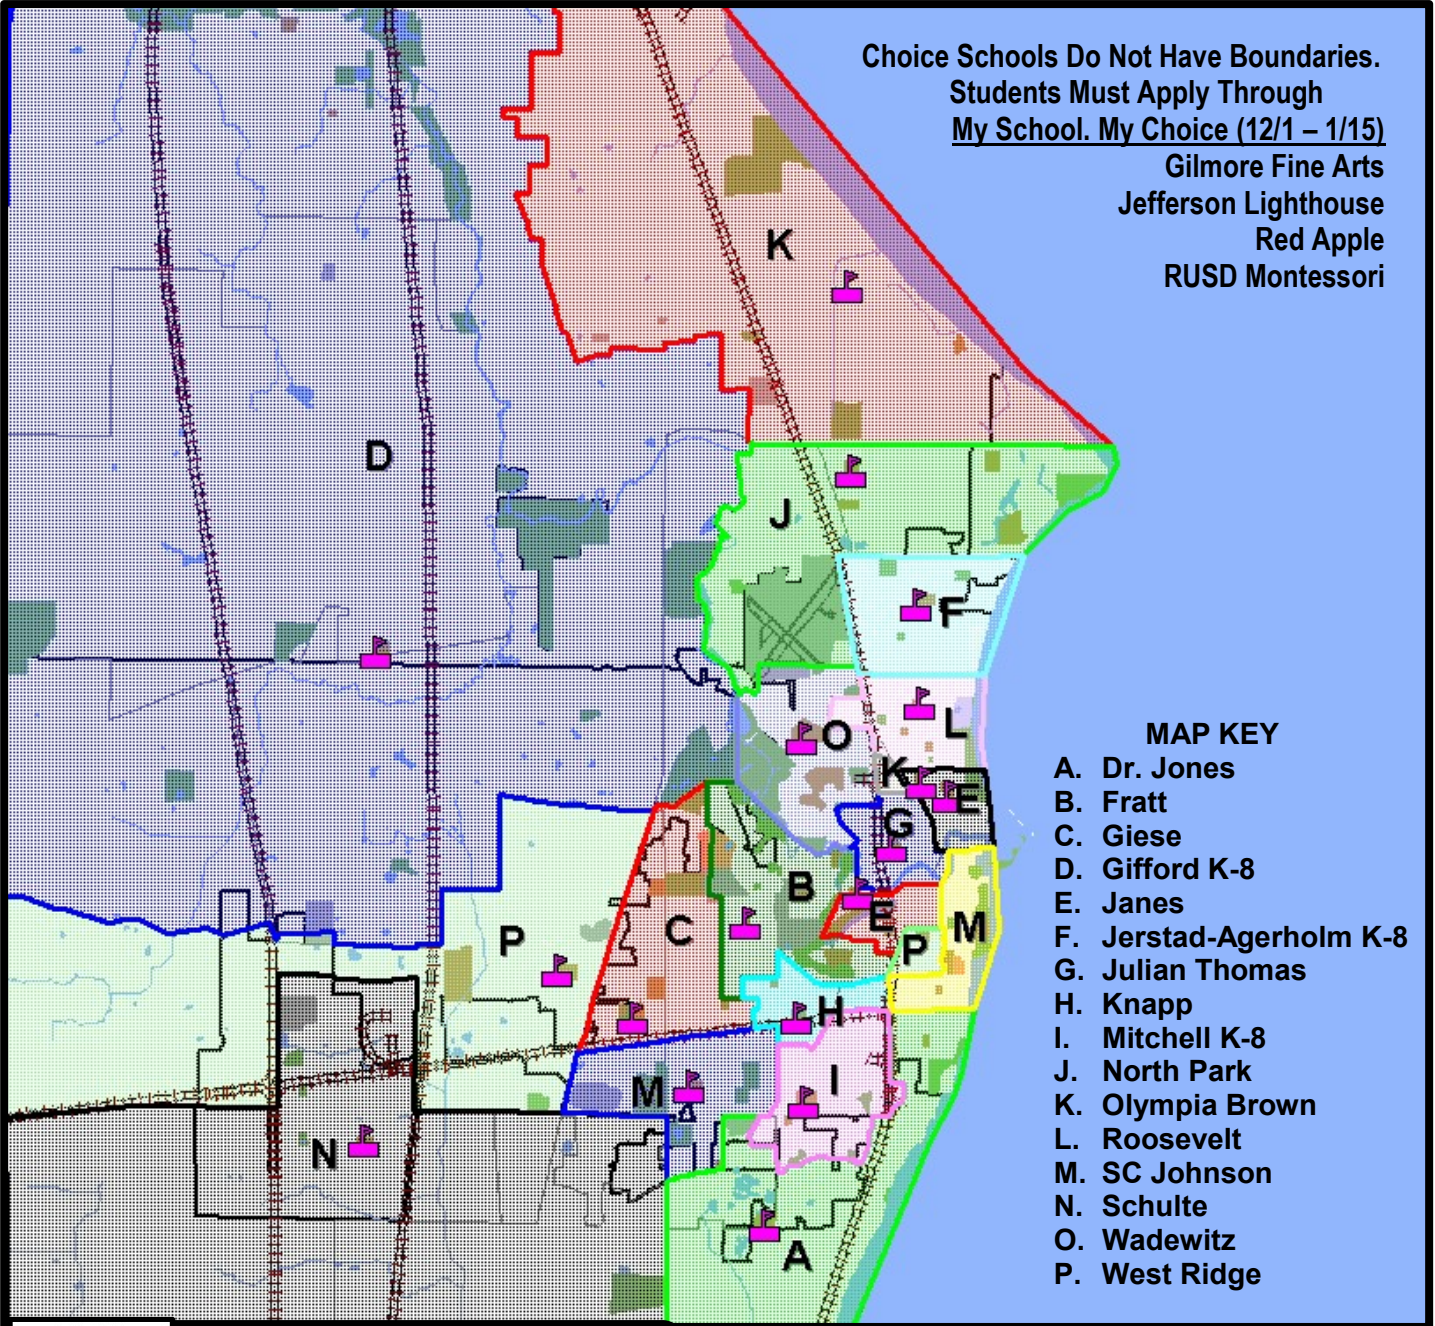 Choice Schools Do Not Have Boundaries.
Students Must Apply Through
My School. My Choice (12/1 – 1/15)
Gilmore Fine Arts
Jefferson Lighthouse
Red Apple
RUSD Montessori
K
D
J
F
L
O
K
E
G
B
E
M
C
P
P
H
M
I
N
A
MAP KEY
A. Dr. Jones
B. Fratt
C. Giese
D. Gifford K-8
E. Janes
F. Jerstad-Agerholm K-8
G. Julian Thomas
H. Knapp
I. Mitchell K-8
J. North Park
K. Olympia Brown
L. Roosevelt
M. SC Johnson
N. Schulte
O. Wadewitz
P. West Ridge